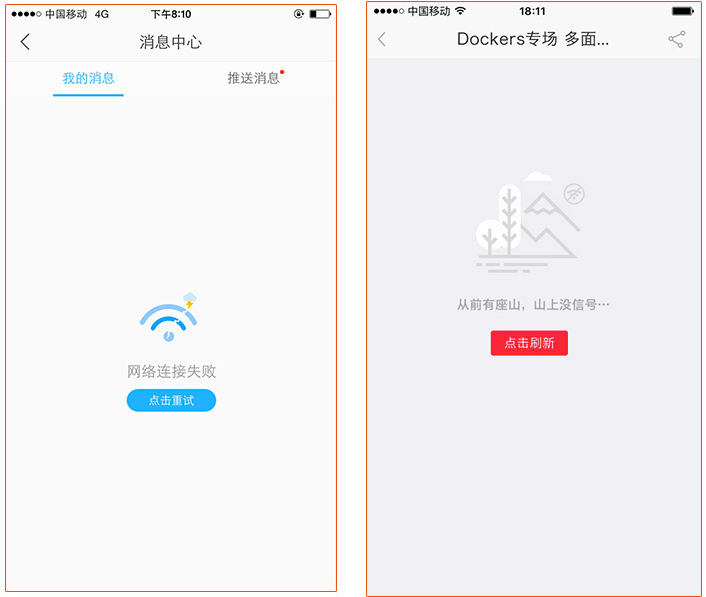 中国移动 4G 下午8:10
消息中心
我的消息 推送消息
网络连接失败
点击重试
中国移动 18:11
Dockers专场 多面...
从前有座山，山上没信号…
点击刷新